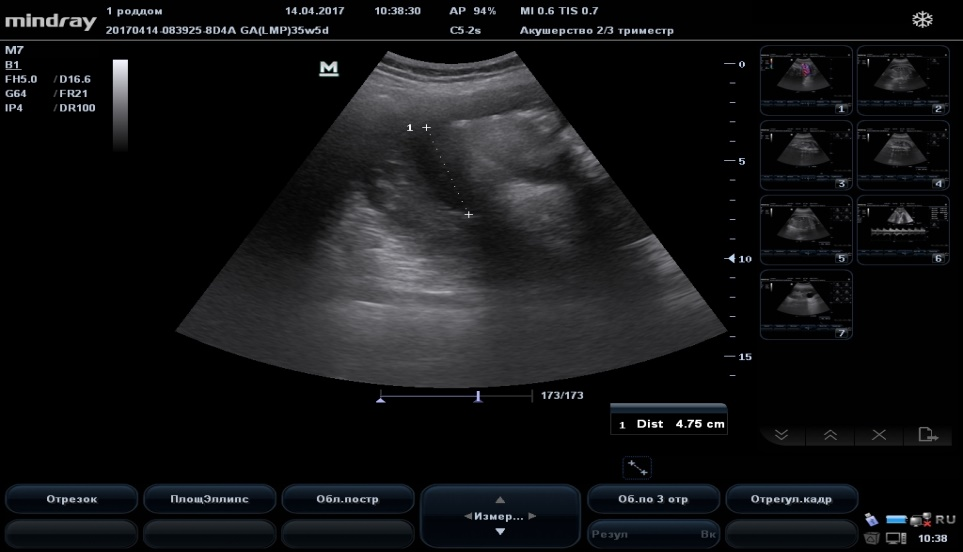 mindray
1 роддом 14.04.2017 10:38:30 AP 94% MI 0.6 TIS 0.7
20170414-083925-8D4A GA(LMP)35w5d C5-2s Акушерство 2/3 триместр
M7
B1
FH5.0 / D16.6
G64 / FR21
IP4 / DR100
M
1
0
5
10
15
1
2
3
4
5
6
7
173/173
1 Dist 4.75 cm
Отрезок ПлощЭллипс Обл.постр Измер... Об.по 3 отр Отрегул.кадр
Резул Вк
RU
10:38